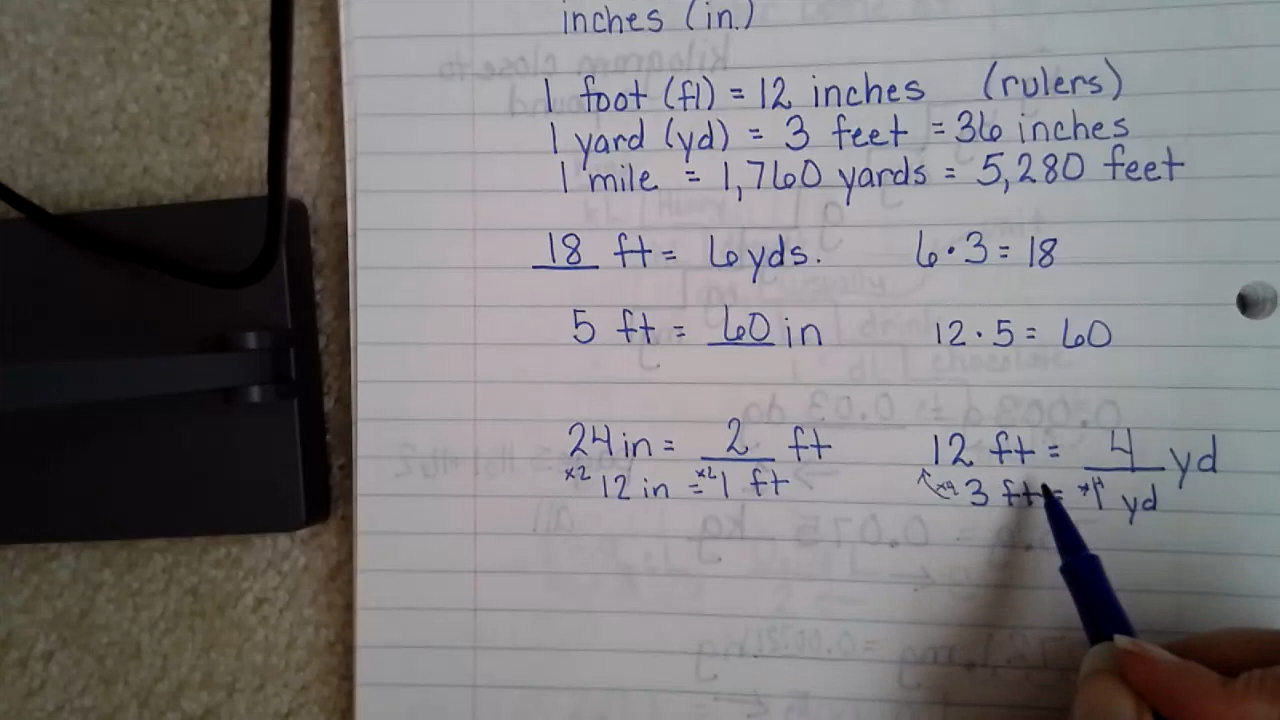 inches (in.)
1 foot (ft) = 12 inches (rulers)
1 yard (yd) = 3 feet = 36 inches
1 mile = 1,760 yards = 5,280 feet
18 ft = 6 yds. 6 · 3 = 18
5 ft = 60 in 12 · 5 = 60
24 in = 2 ft 12 ft = 4 yd
×2 12 in = ×2 1 ft ×4 3 ft = 1 yd